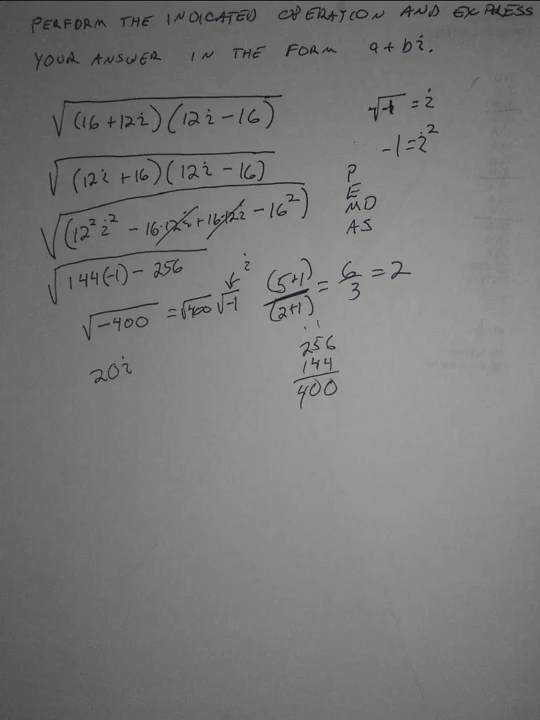 PERFORM THE INDICATED OPERATION AND EXPRESS
YOUR ANSWER IN THE FORM a + bi.
√(16 + 12i)(12i - 16)
√-1 = i
-1 = i²
√(12i + 16)(12i - 16)
P
E
MD
AS
√(12² i² - 16·12i + 16·12i - 16²)
√144(-1) - 256
i
√-400 = √400 √-1
(5+1)/(2+1) = 6/3 = 2
20i
256
144
400